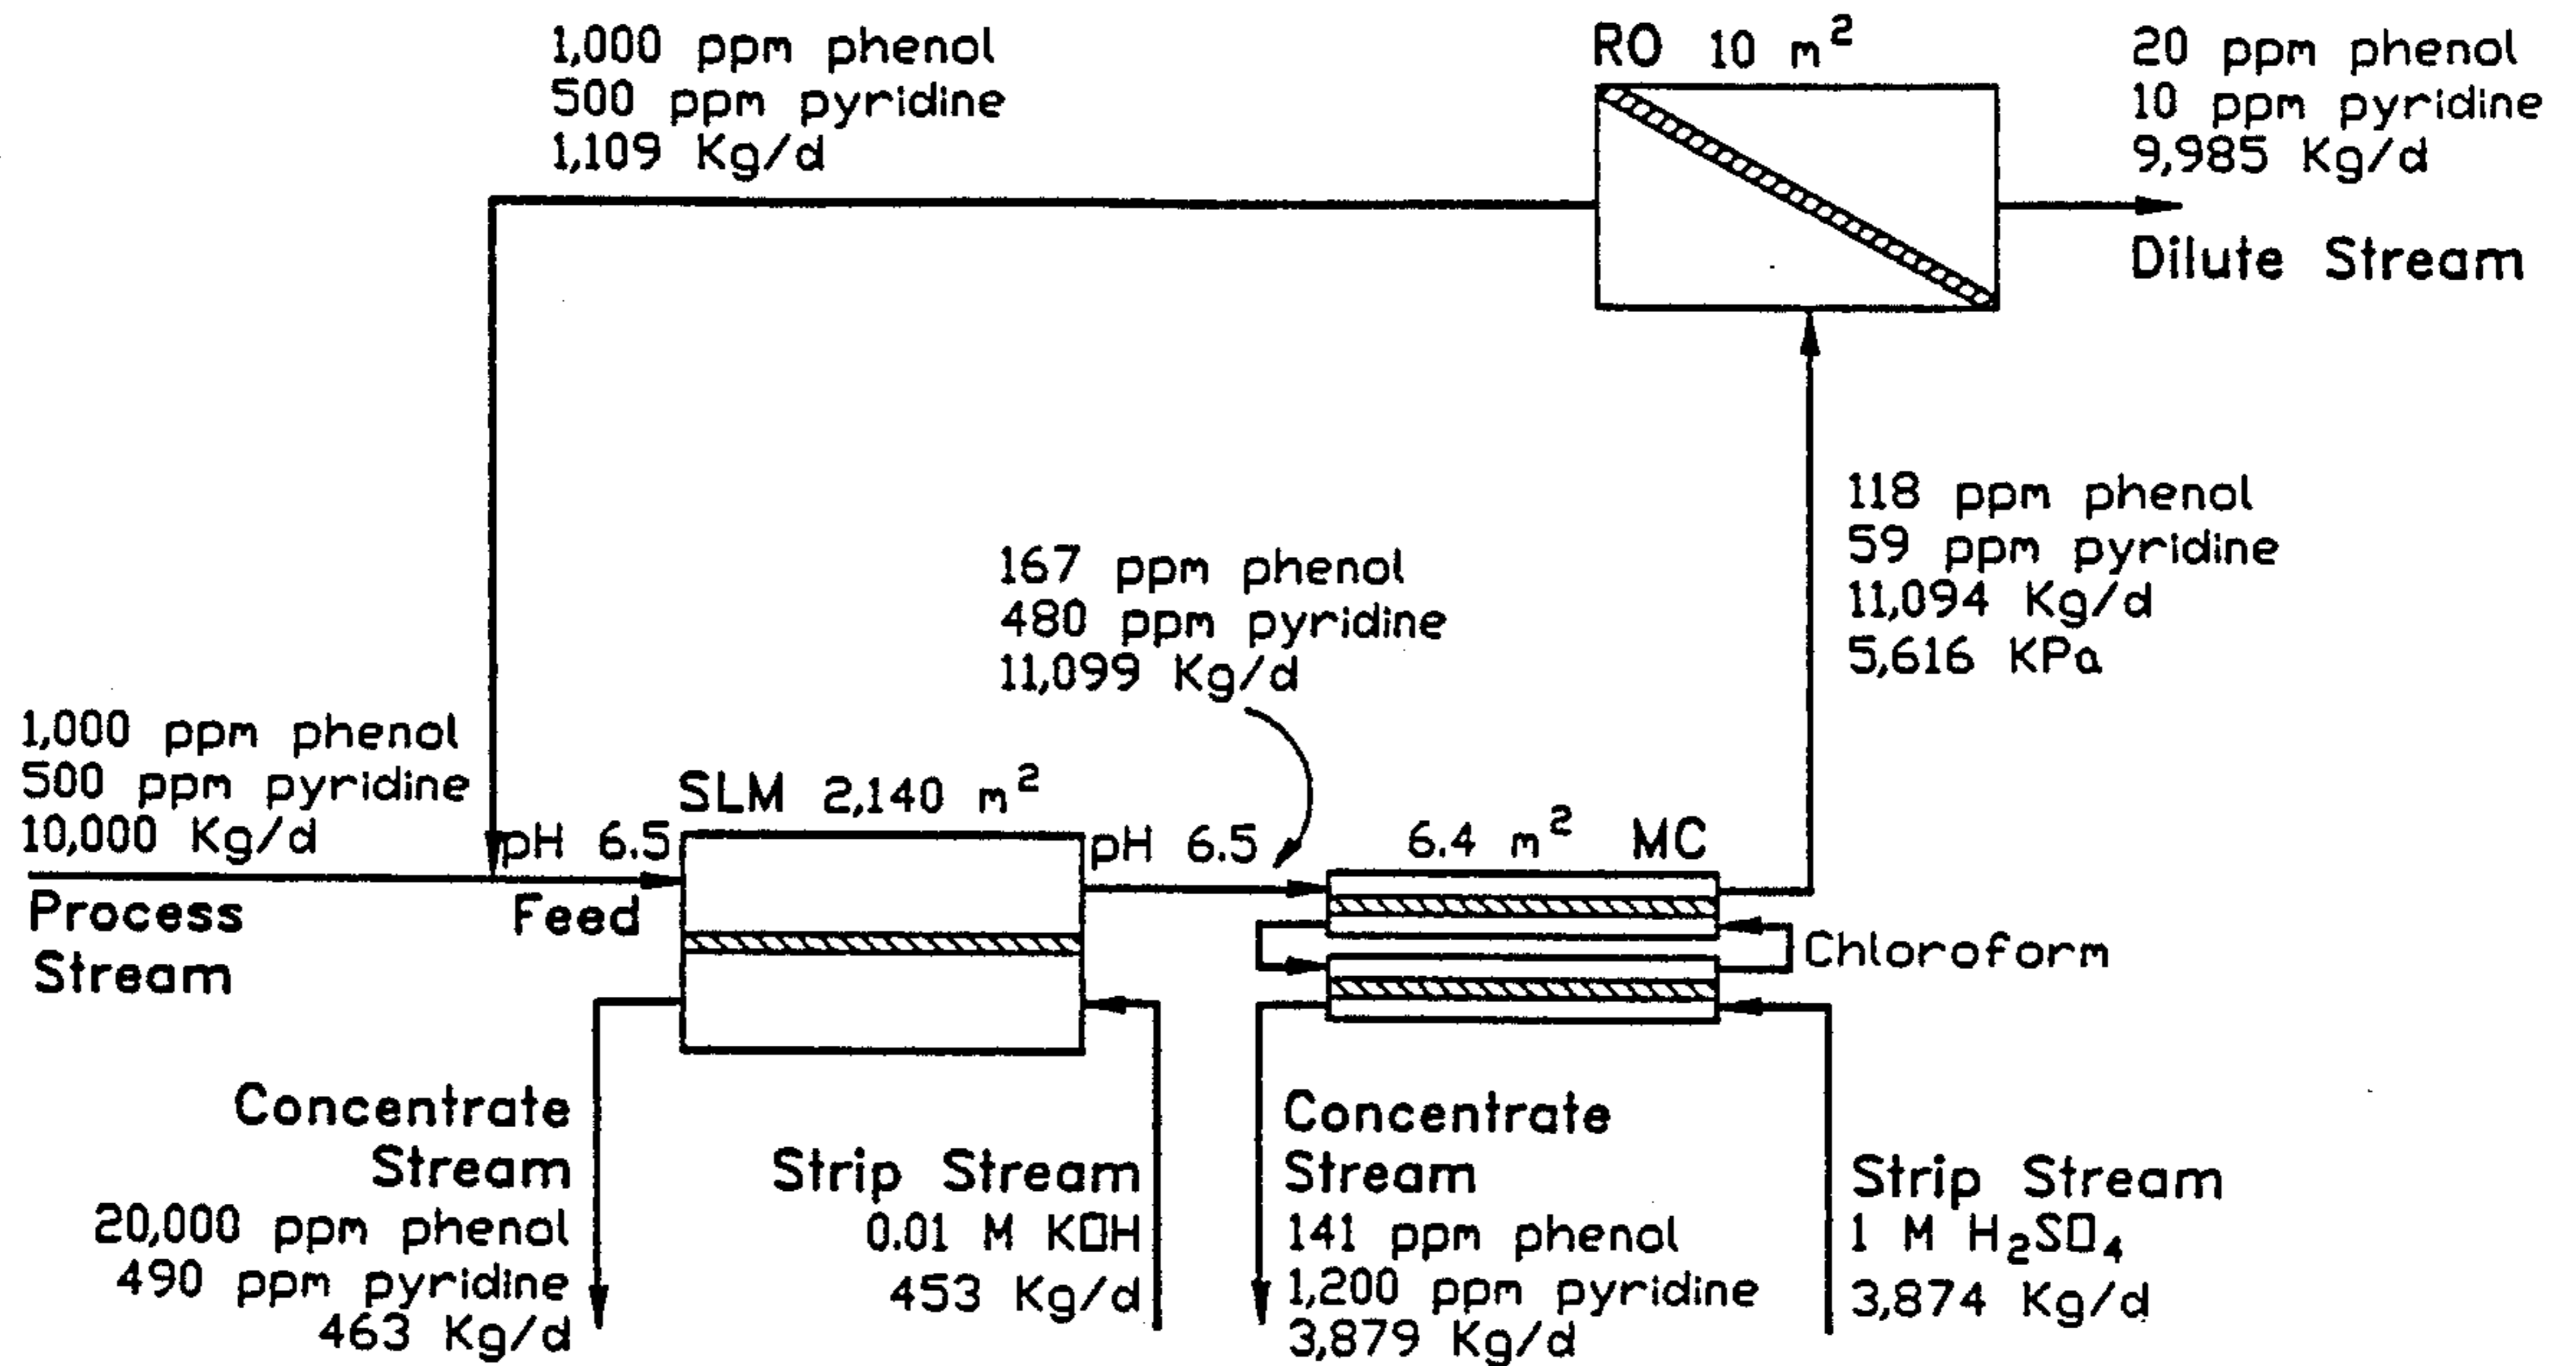 1,000 ppm phenol
500 ppm pyridine
1,109 Kg/d
RO 10 m²
20 ppm phenol
10 ppm pyridine
9,985 Kg/d
Dilute Stream
118 ppm phenol
59 ppm pyridine
11,094 Kg/d
5,616 KPa
167 ppm phenol
480 ppm pyridine
11,099 Kg/d
1,000 ppm phenol
500 ppm pyridine
10,000 Kg/d
pH 6.5
Process
Stream
Feed
SLM 2,140 m²
pH 6.5
6.4 m² MC
Chloroform
Concentrate
Stream
20,000 ppm phenol
490 ppm pyridine
463 Kg/d
Strip Stream
0.01 M KOH
453 Kg/d
Concentrate
Stream
141 ppm phenol
1,200 ppm pyridine
3,879 Kg/d
Strip Stream
1 M H₂SO₄
3,874 Kg/d